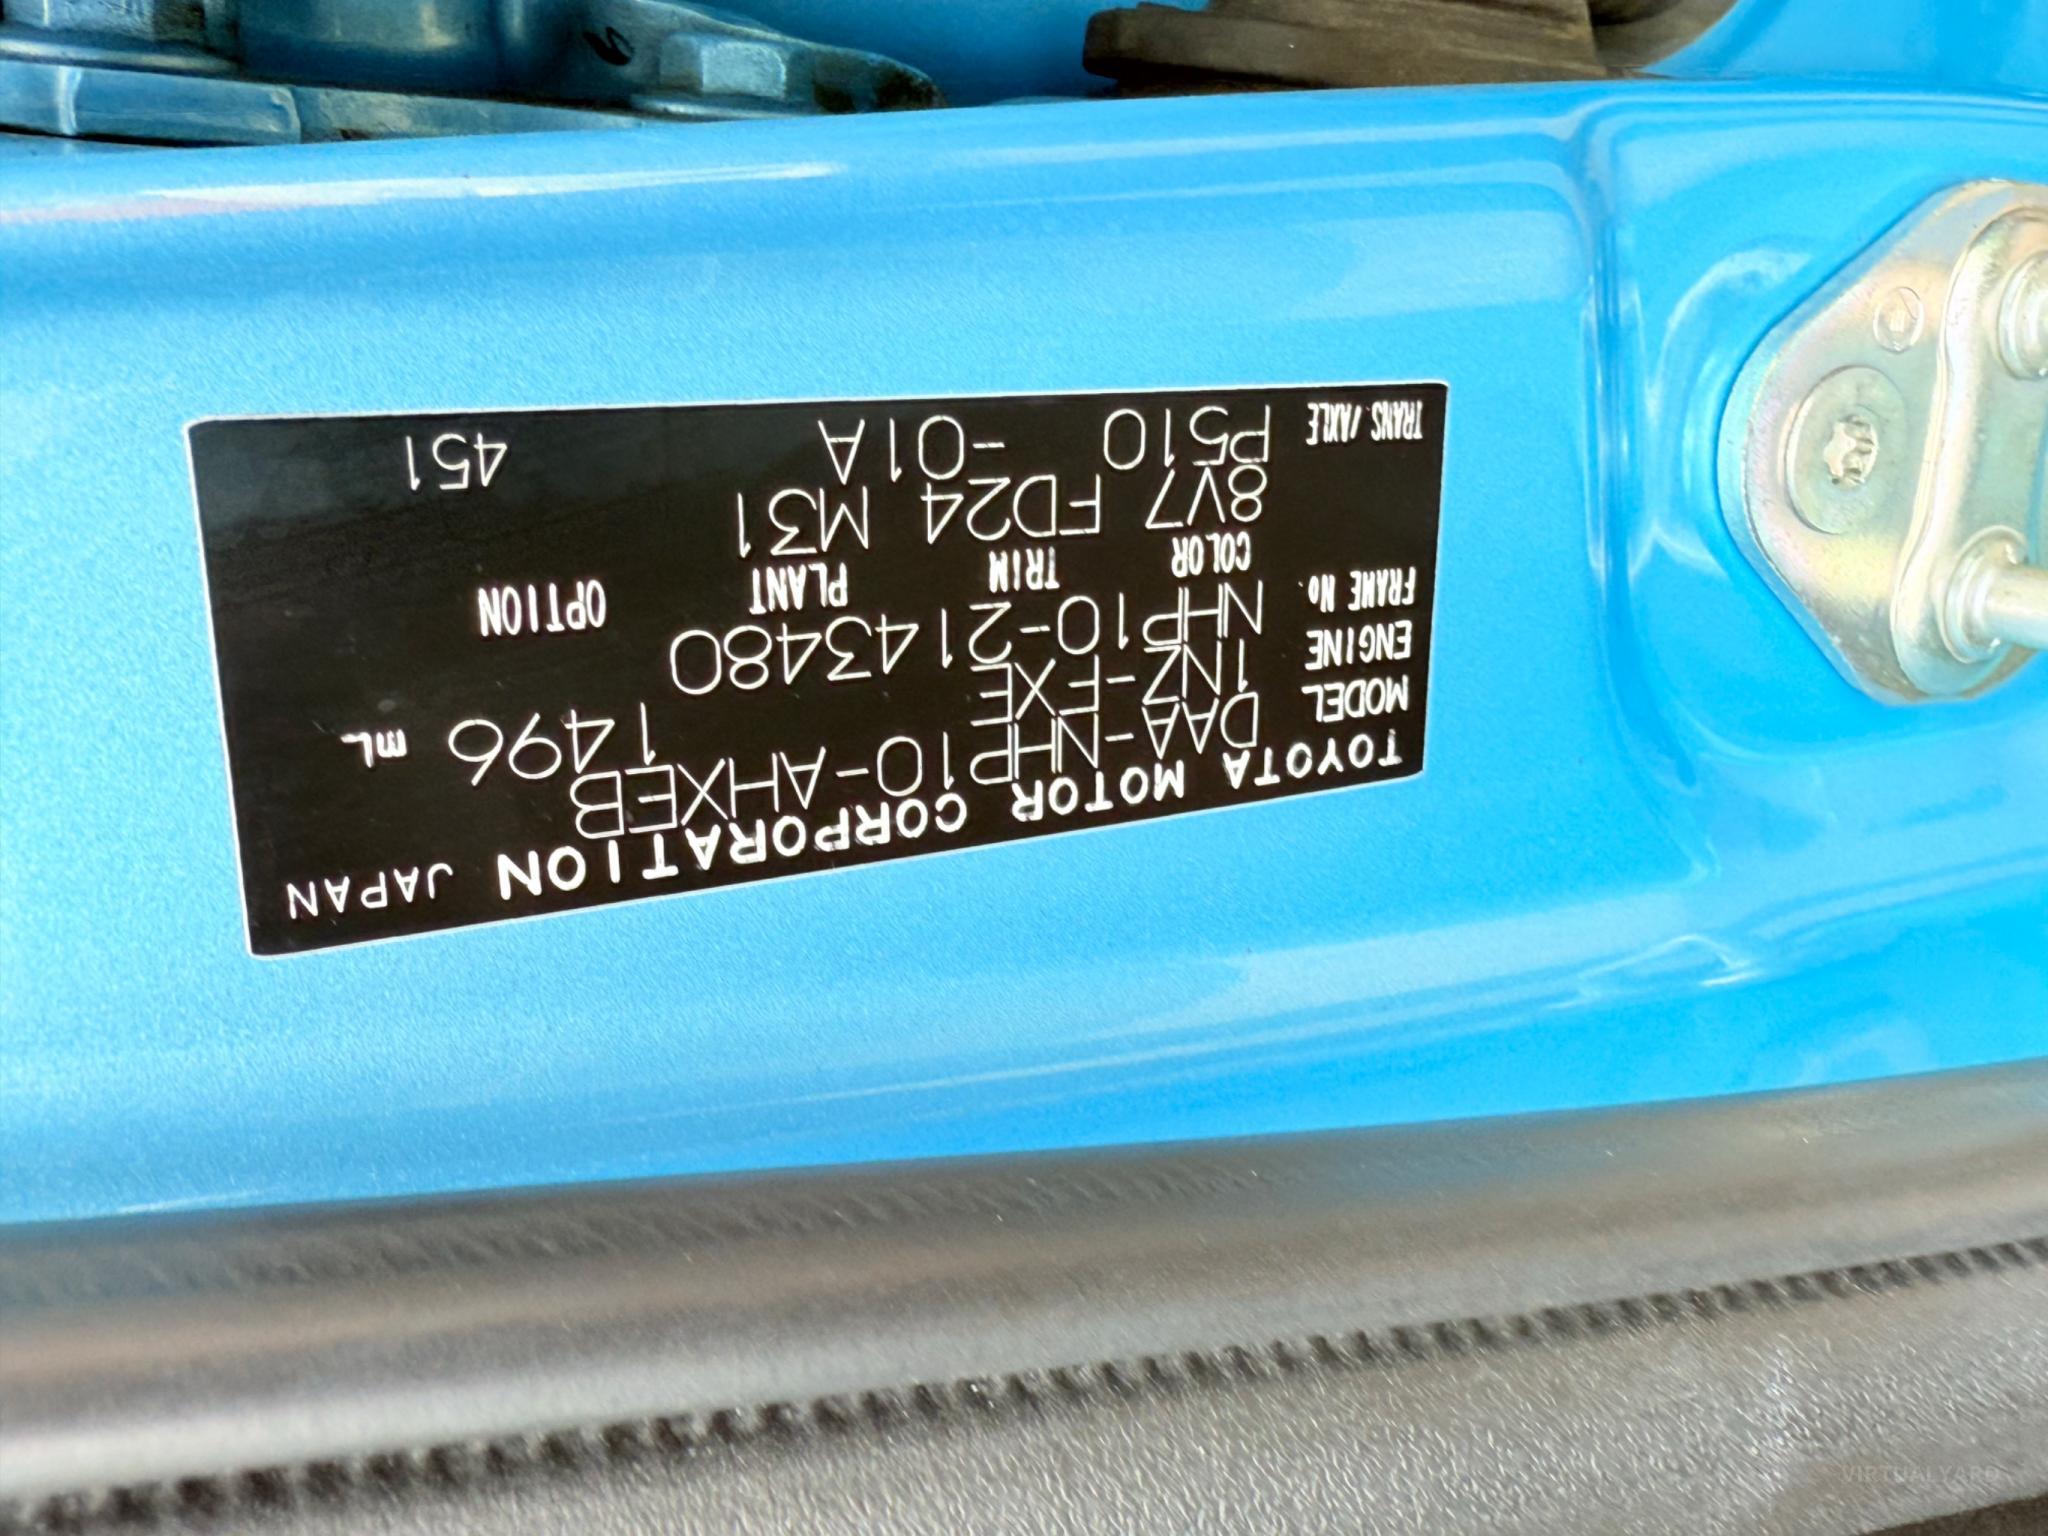 TOYOTA MOTOR CORPORATION JAPAN
MODEL DAA-NHP10-AHXEB
ENGINE 1NZ-FXE 1496 mL
FRAME No. NHP10-2143480
COLOR TRIM PLANT OPTION
8V7 FD24 M31
TRANS/AXLE P510 -01A 451
VIRTUALYARD